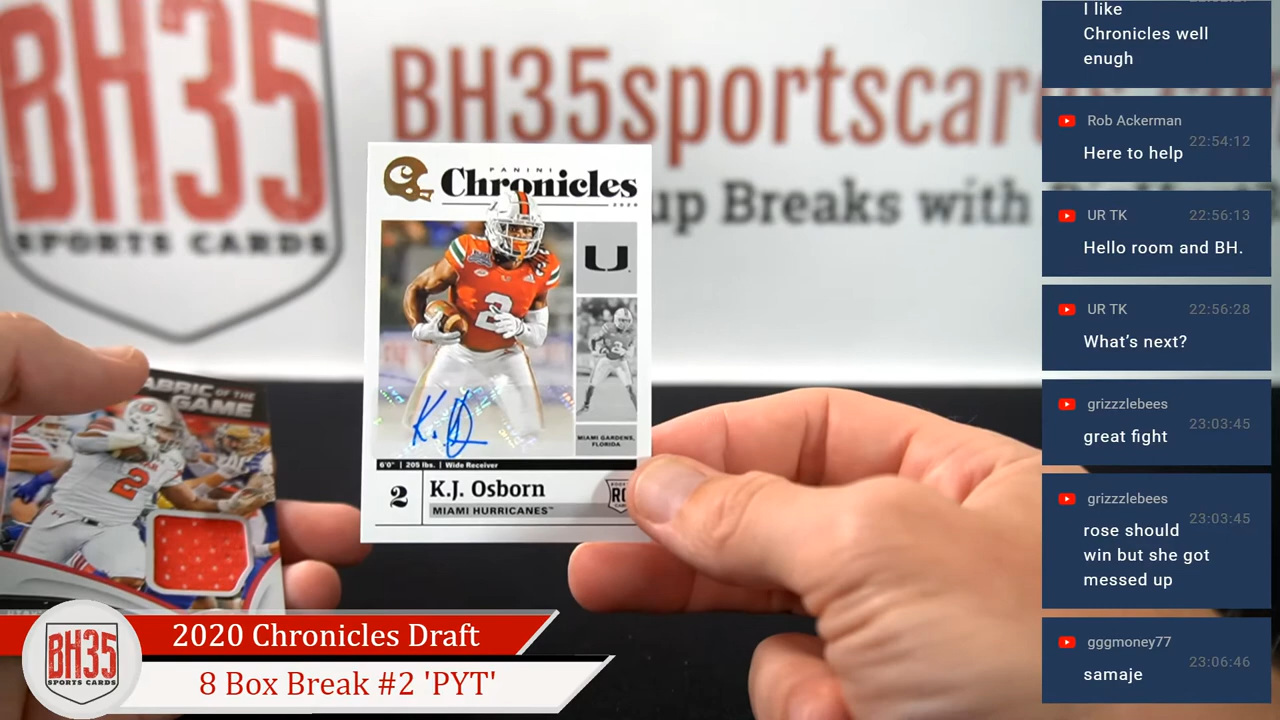 BH35
SPORTS CARDS
BH35sportscar
up Breaks with
PANINI
Chronicles
2020
U
2
K.J. Osborn
MIAMI HURRICANES™
MIAMI GARDENS,
FLORIDA
6'0" | 205 lbs. | Wide Receiver
2
FABRIC OF THE
GAME
2
BH35
SPORTS CARDS
2020 Chronicles Draft
8 Box Break #2 'PYT'
I like
Chronicles well
enugh
Rob Ackerman
22:54:12
Here to help
UR TK
22:56:13
Hello room and BH.
UR TK
22:56:28
What's next?
grizzzlebees
23:03:45
great fight
grizzzlebees
23:03:45
rose should
win but she got
messed up
gggmoney77
23:06:46
samaje